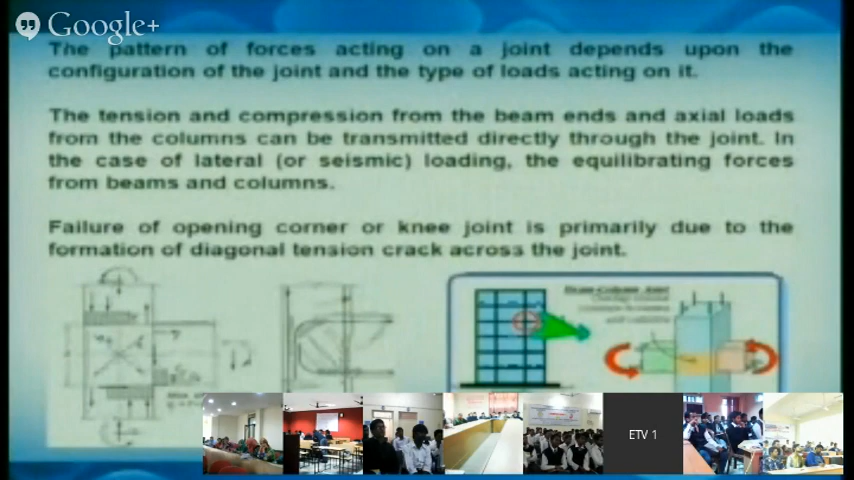 Google+
The pattern of forces acting on a joint depends upon the
configuration of the joint and the type of loads acting on it.
The tension and compression from the beam ends and axial loads
from the columns can be transmitted directly through the joint. In
the case of lateral (or seismic) loading, the equilibrating forces
from beams and columns.
Failure of opening corner or knee joint is primarily due to the
formation of diagonal tension crack across the joint.
ETV 1